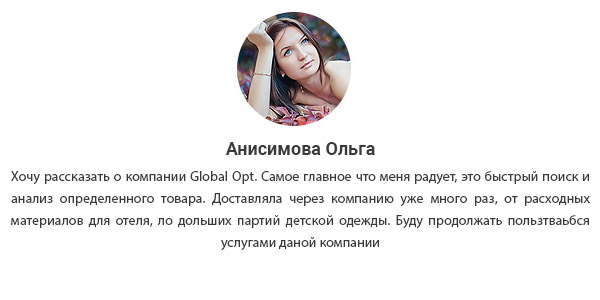 Анисимова Ольга
Хочу рассказать о компании Global Opt. Самое главное что меня радует, это быстрый поиск и
анализ определенного товара. Доставляла через компанию уже много раз, от расходных
материалов для отеля, ло дольших партий детской одежды. Буду продолжать пользтваьбся
услугами даной компании